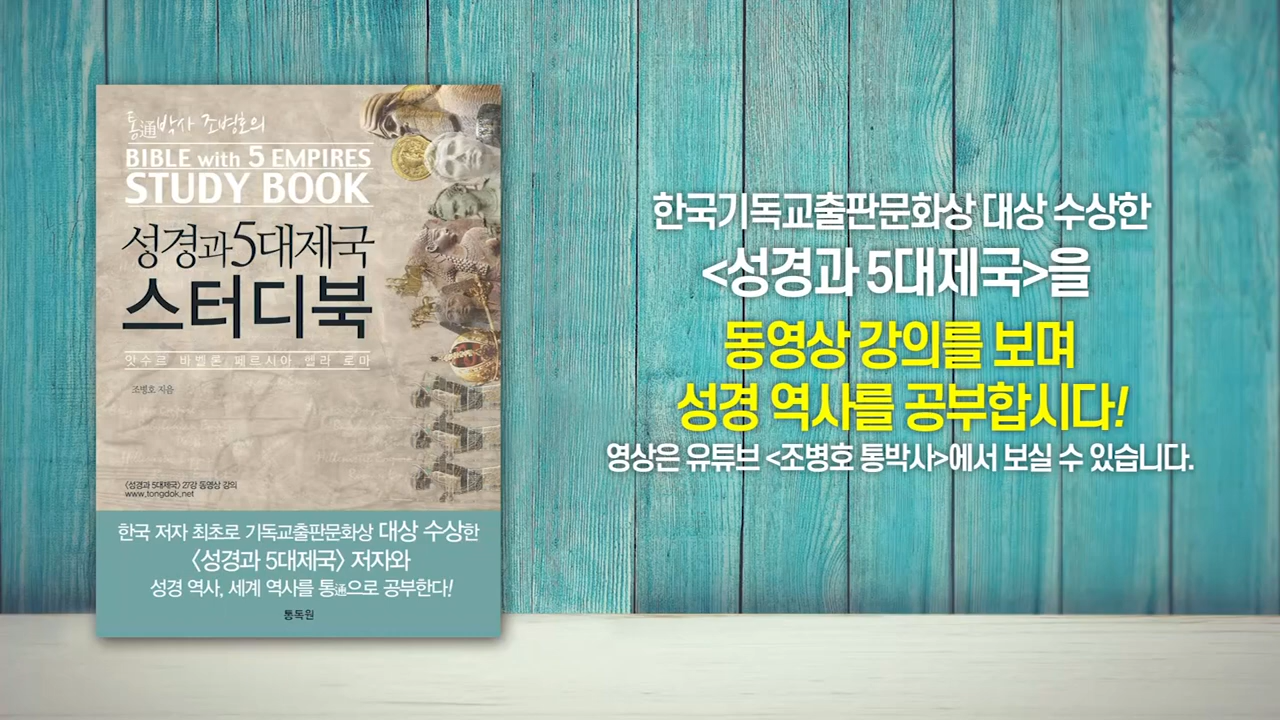 통通박사 조병호의
BIBLE with 5 EMPIRES
STUDY BOOK
성경과5대제국
스터디북
앗수르 바벨론 페르시아 헬라 로마
조병호 지음
〈성경과 5대제국〉 27강 동영상 강의
www.tongdok.net
한국 저자 최초로 기독교출판문화상 대상 수상한
〈성경과 5대제국〉 저자와
성경 역사, 세계 역사를 통通으로 공부한다!
통독원
한국기독교출판문화상 대상 수상한
<성경과 5대제국>을
동영상 강의를 보며
성경 역사를 공부합시다!
영상은 유튜브 <조병호 통박사>에서 보실 수 있습니다.